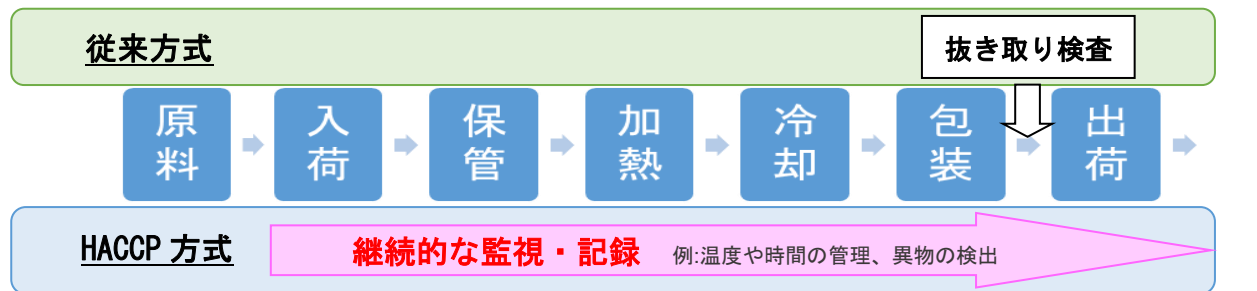 従来方式
抜き取り検査
原料
入荷
保管
加熱
冷却
包装
出荷
HACCP 方式
継続的な監視・記録 例:温度や時間の管理、異物の検出